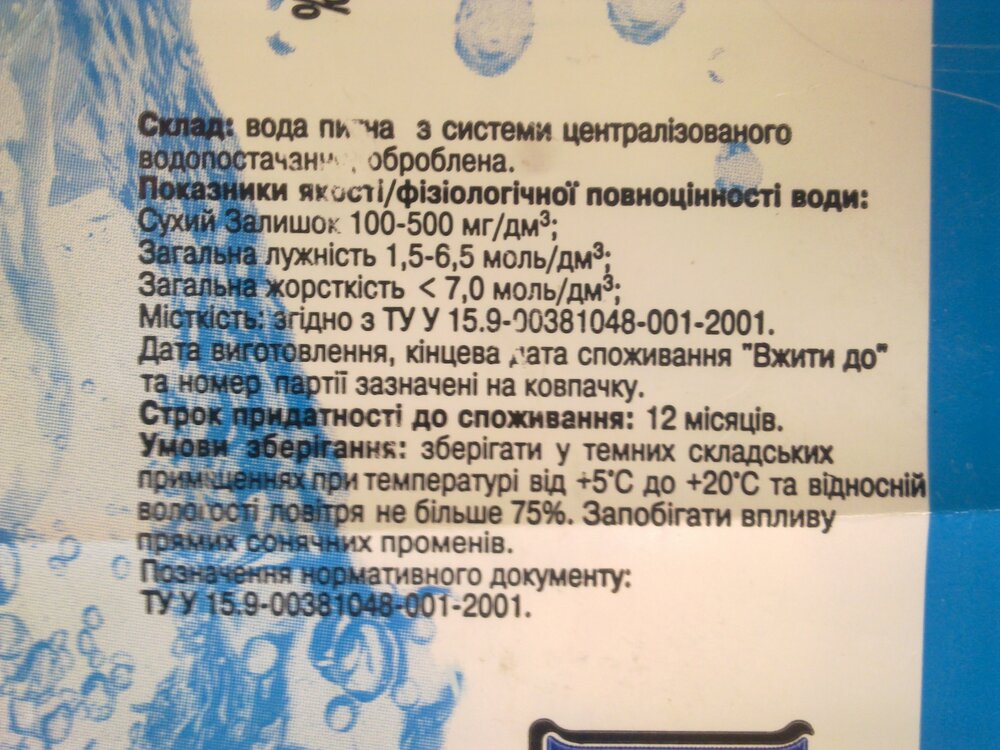 %
Склад: вода питна з системи централізованого
водопостачання, оброблена.
Показники якості/фізіологічної повноцінності води:
Сухий Залишок 100-500 мг/дм³;
Загальна лужність 1,5-6,5 моль/дм³;
Загальна жорсткість < 7,0 моль/дм³;
Місткість: згідно з ТУ У 15.9-00381048-001-2001.
Дата виготовлення, кінцева дата споживання "Вжити до"
та номер партії зазначені на ковпачку.
Строк придатності до споживання: 12 місяців.
Умови зберігання: зберігати у темних складських
приміщеннях при температурі від +5°С до +20°С та відносній
вологості повітря не більше 75%. Запобігати впливу
прямих сонячних променів.
Позначення нормативного документу:
ТУ У 15.9-00381048-001-2001.